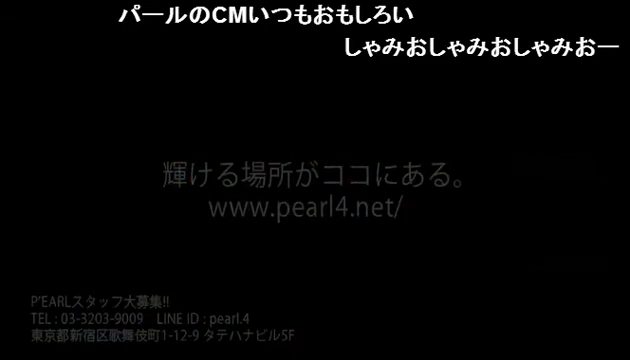 パールのCMいつもおもしろい
しゃみおしゃみおしゃみおー
輝ける場所がココにある。
www.pearl4.net/
P'EARLスタッフ大募集!!
TEL : 03-3203-9009 LINE ID : pearl.4
東京都新宿区歌舞伎町1-12-9 タテハナビル5F